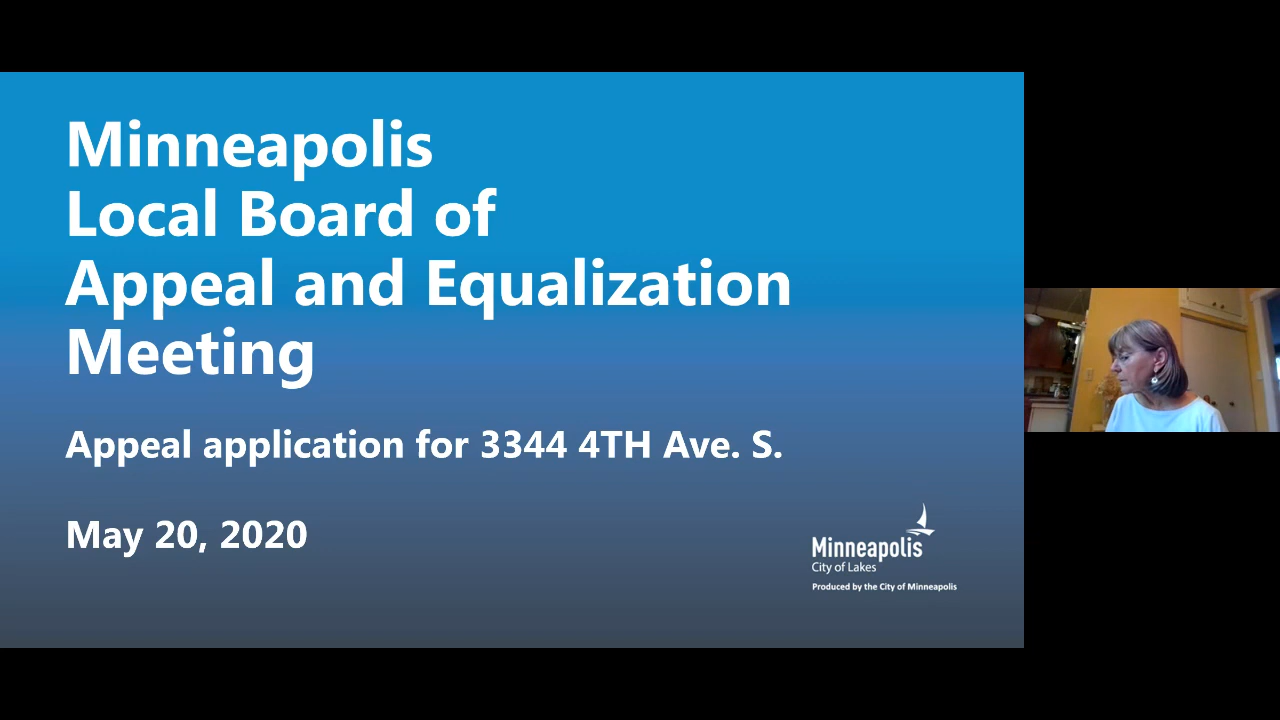 Minneapolis
Local Board of
Appeal and Equalization
Meeting
Appeal application for 3344 4TH Ave. S.
May 20, 2020
Minneapolis
City of Lakes
Produced by the City of Minneapolis